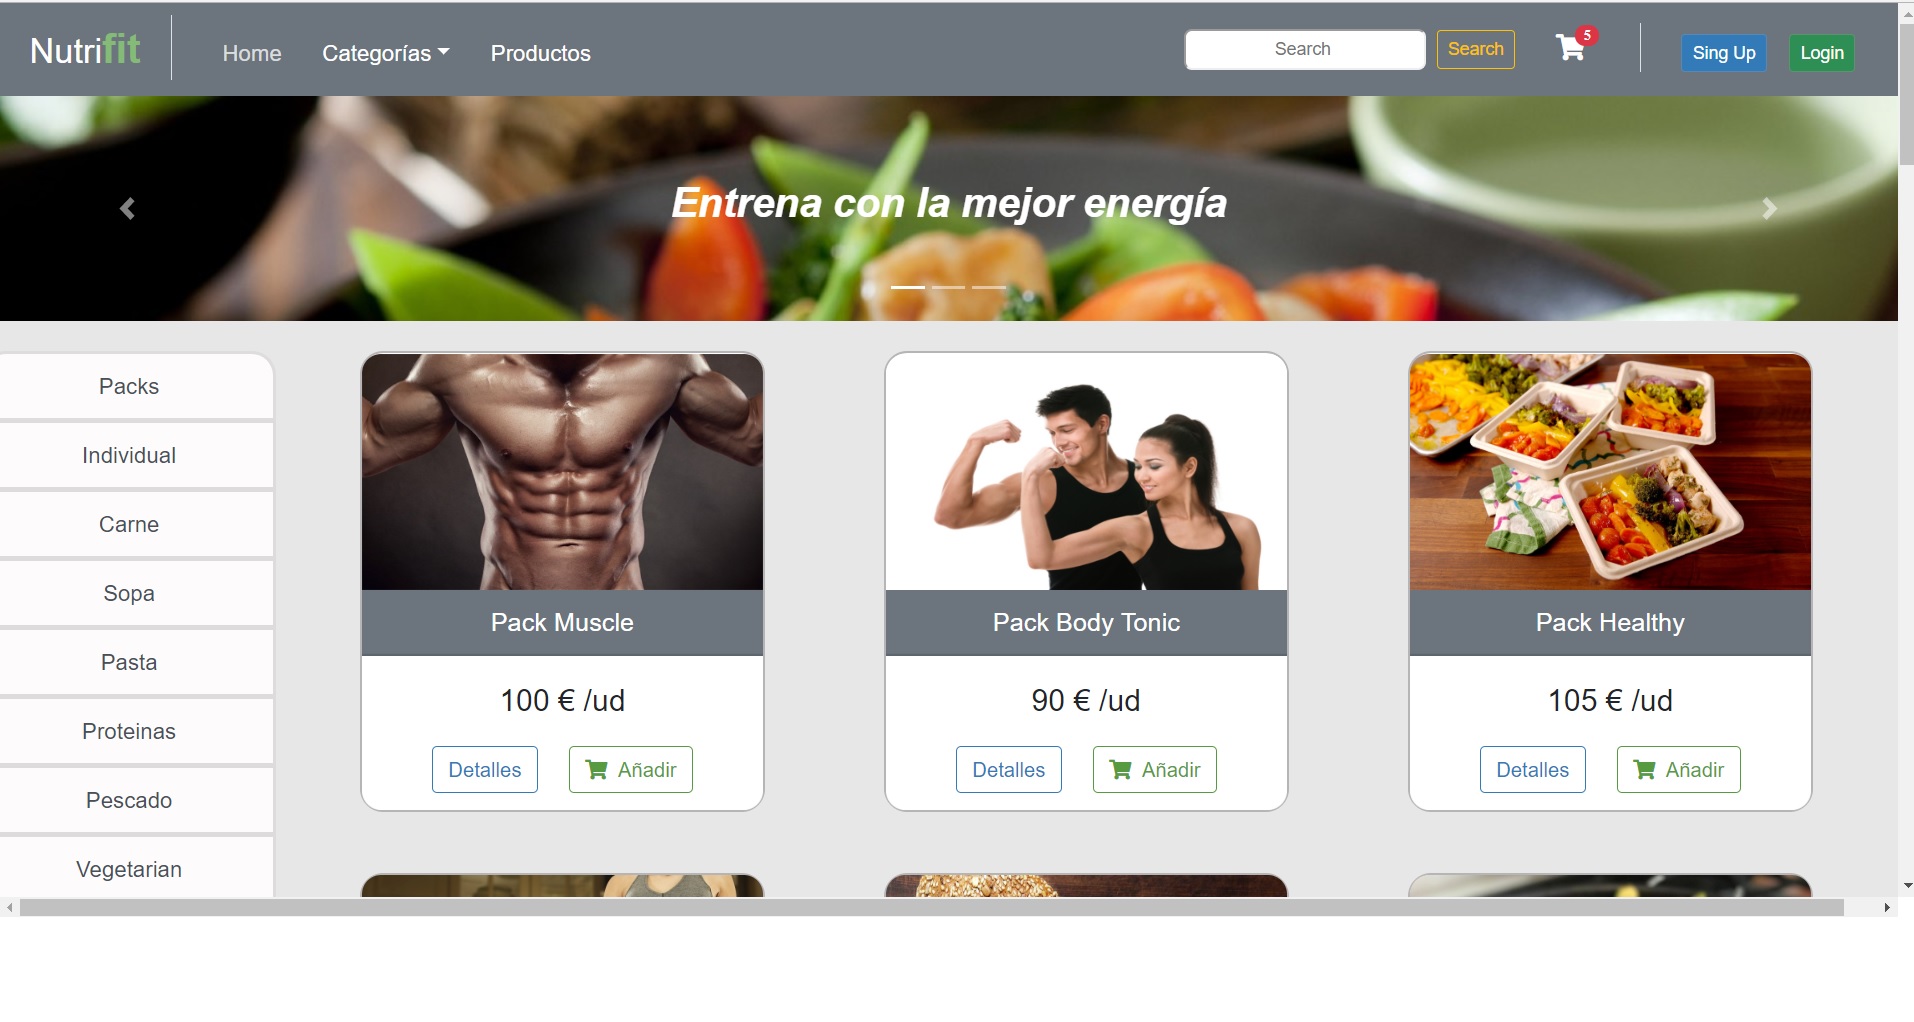 Nutrifit
Home
Categorías
Productos
Search
Search
5
Sing Up
Login
Entrena con la mejor energía
Packs
Individual
Carne
Sopa
Pasta
Proteinas
Pescado
Vegetarian
Pack Muscle
100 € /ud
Detalles
Añadir
Pack Body Tonic
90 € /ud
Detalles
Añadir
Pack Healthy
105 € /ud
Detalles
Añadir